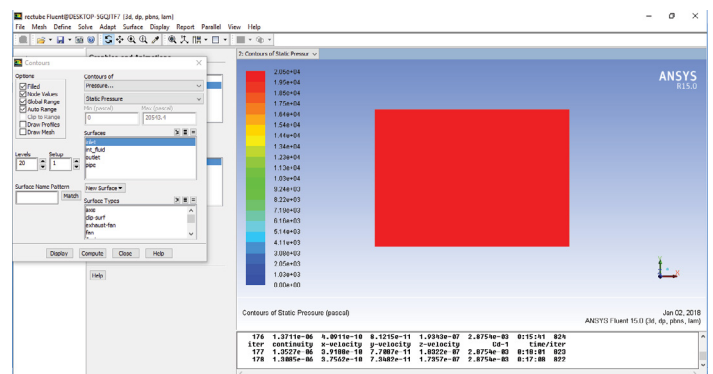 rectube Fluent@DESKTOP-5GQJTF7 [3d, dp, pbns, lam]
File Mesh Define Solve Adapt Surface Display Report Parallel View Help
2: Contours of Static Pressur
Contours
Options
Filled
Node Values
Global Range
Auto Range
Clip to Range
Draw Profiles
Draw Mesh
Contours of
Pressure...
Static Pressure
Min (pascal) Max (pascal)
0 20543.4
Surfaces
inlet
int_fluid
outlet
pipe
Levels Setup
20 1
Surface Name Pattern
Match
New Surface
Surface Types
axis
clip-surf
exhaust-fan
fan
Display Compute Close Help
Help
2.05e+04
1.95e+04
1.85e+04
1.75e+04
1.64e+04
1.54e+04
1.44e+04
1.34e+04
1.23e+04
1.13e+04
1.03e+04
9.24e+03
8.22e+03
7.19e+03
6.16e+03
5.14e+03
4.11e+03
3.08e+03
2.05e+03
1.03e+03
0.00e+00
ANSYS
R15.0
Y
X
Contours of Static Pressure (pascal)
Jan 02, 2018
ANSYS Fluent 15.0 (3d, dp, pbns, lam)
176 1.3711e-06 4.0911e-10 8.1215e-11 1.9343e-07 2.8754e-03 0:15:41 824
iter continuity x-velocity y-velocity z-velocity Cd-1 time/iter
177 1.3527e-06 3.9188e-10 7.7087e-11 1.8322e-07 2.8754e-03 0:18:01 823
178 1.3085e-06 3.7562e-10 7.3482e-11 1.7357e-07 2.8754e-03 0:17:08 822